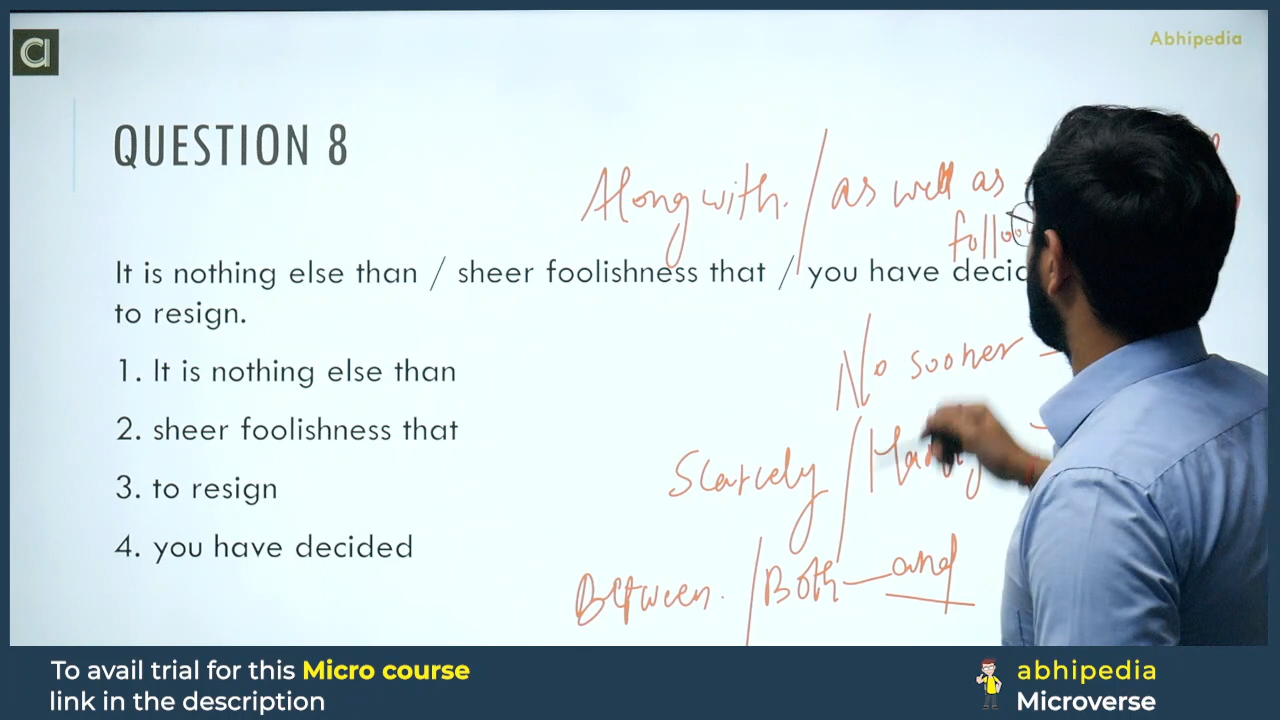 Abhipedia
QUESTION 8
Along with. / as well as
It is nothing else than / sheer foolishness that / you have
to resign.
No sooner
1. It is nothing else than
2. sheer foolishness that
Scarcely /
3. to resign
4. you have decided
Between. / Both — and
To avail trial for this Micro course
link in the description
abhipedia
Microverse